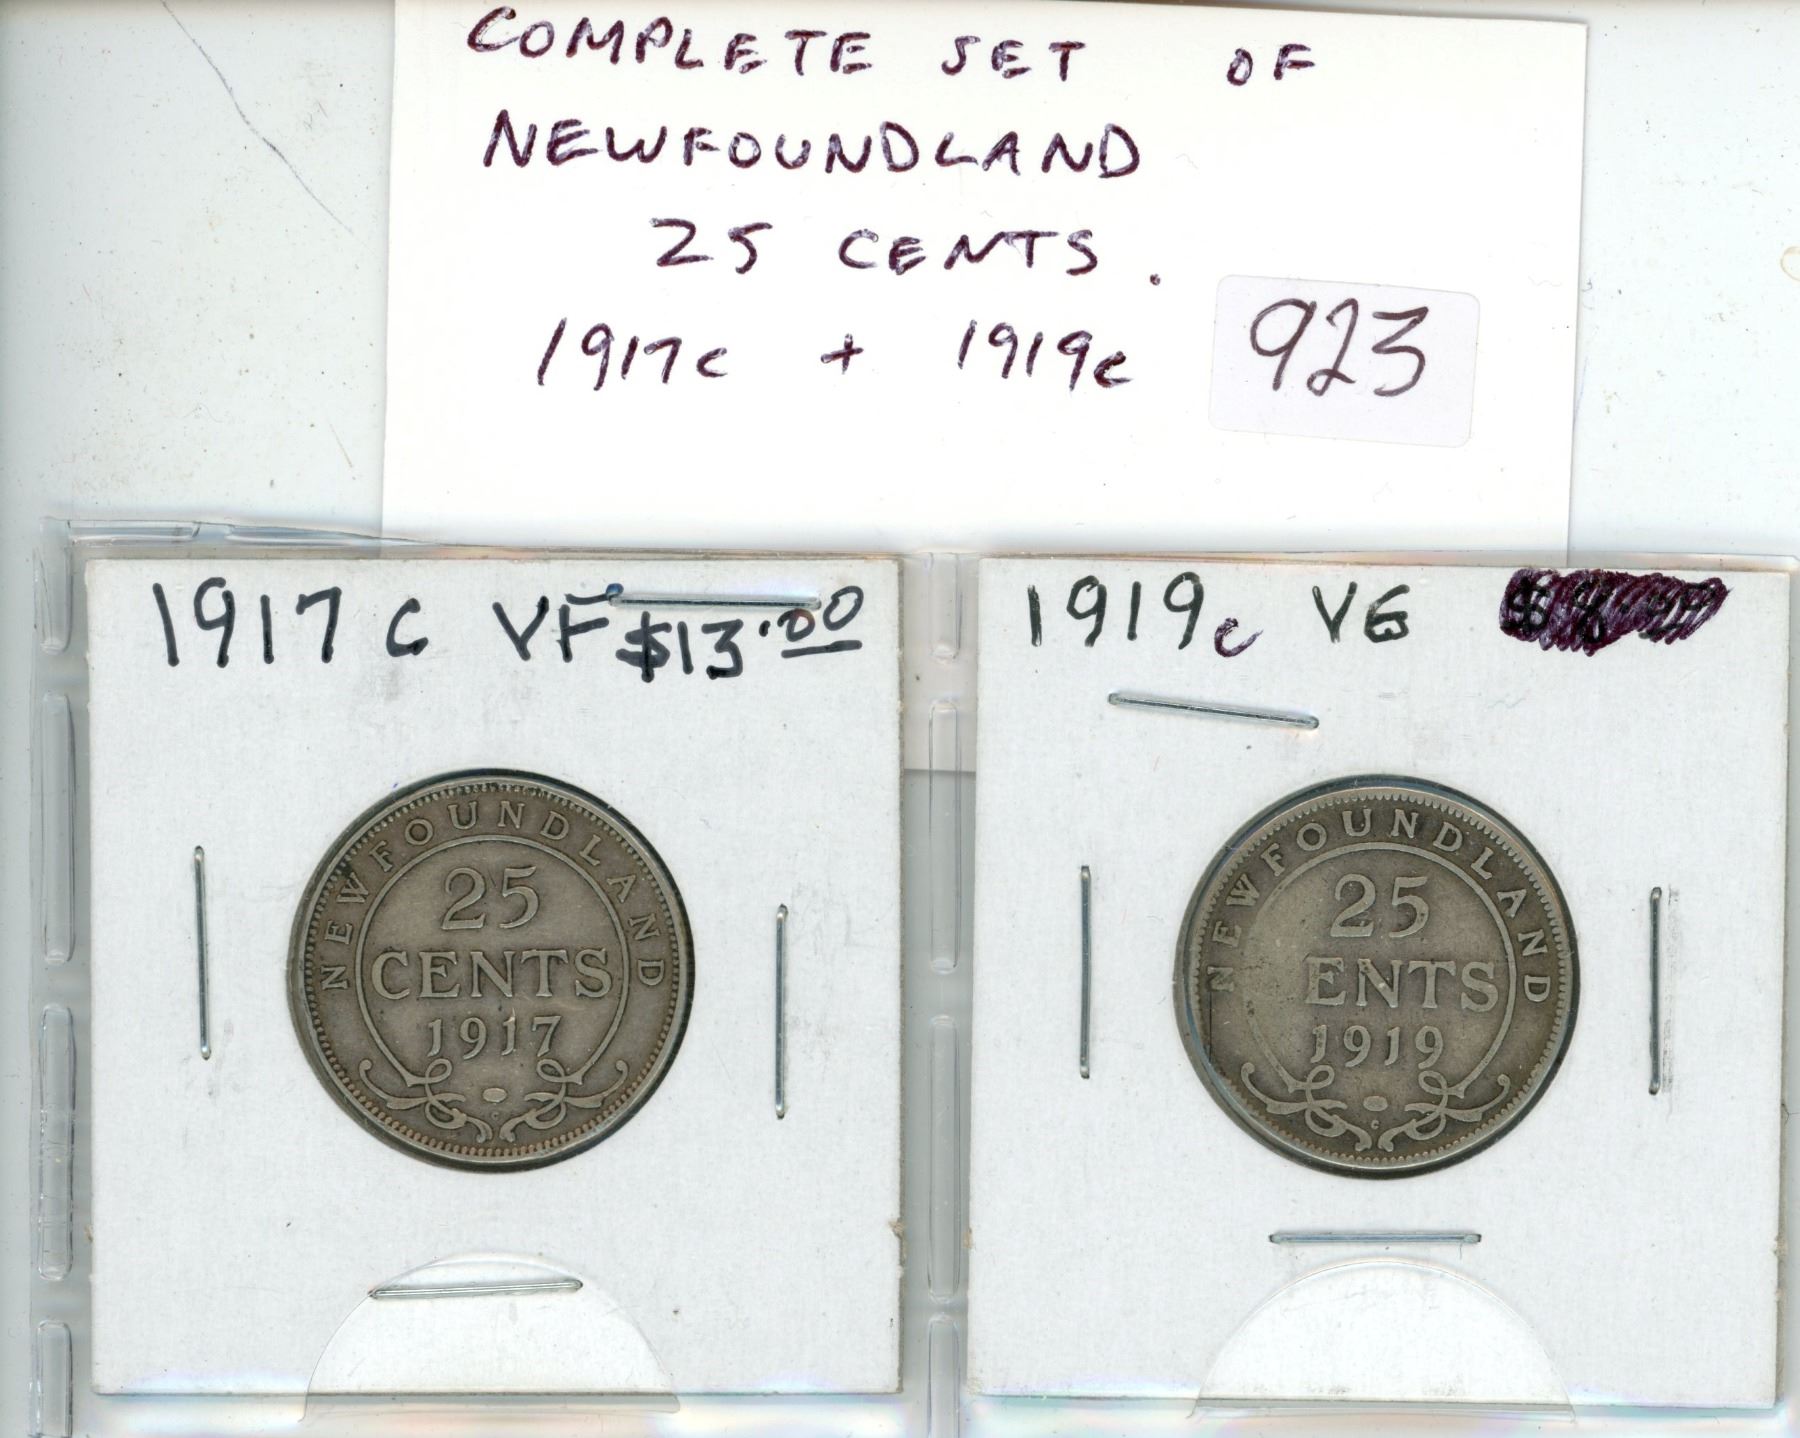 COMPLETE SET OF
NEWFOUNDLAND
25 CENTS.
1917c + 1919c
923
1917 C VF $13.00
NEWFOUNDLAND
25
CENTS
1917
C
1919c VG
NEWFOUNDLAND
25
ENTS
1919
C